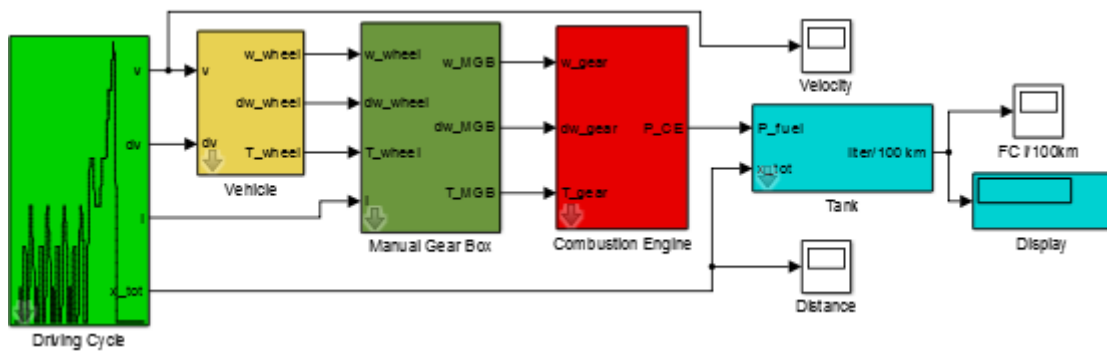 v
dv
i
x_tot
Driving Cycle
v
dv
w_wheel
dw_wheel
T_wheel
Vehicle
w_wheel
dw_wheel
T_wheel
i
w_MGB
dw_MGB
T_MGB
Manual Gear Box
w_gear
dw_gear
T_gear
P_CE
Combustion Engine
Velocity
P_fuel
x_tot
liter/100 km
Tank
FC l/100km
Display
Distance